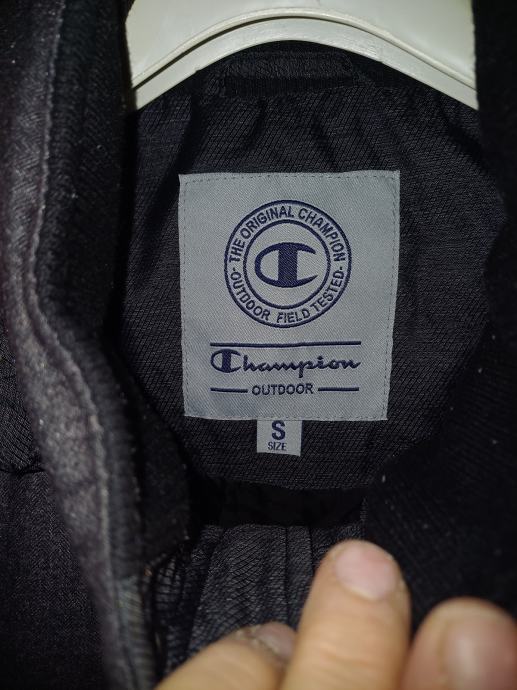 THE ORIGINAL CHAMPION
OUTDOOR FIELD TESTED
Champion
OUTDOOR
S
SIZE